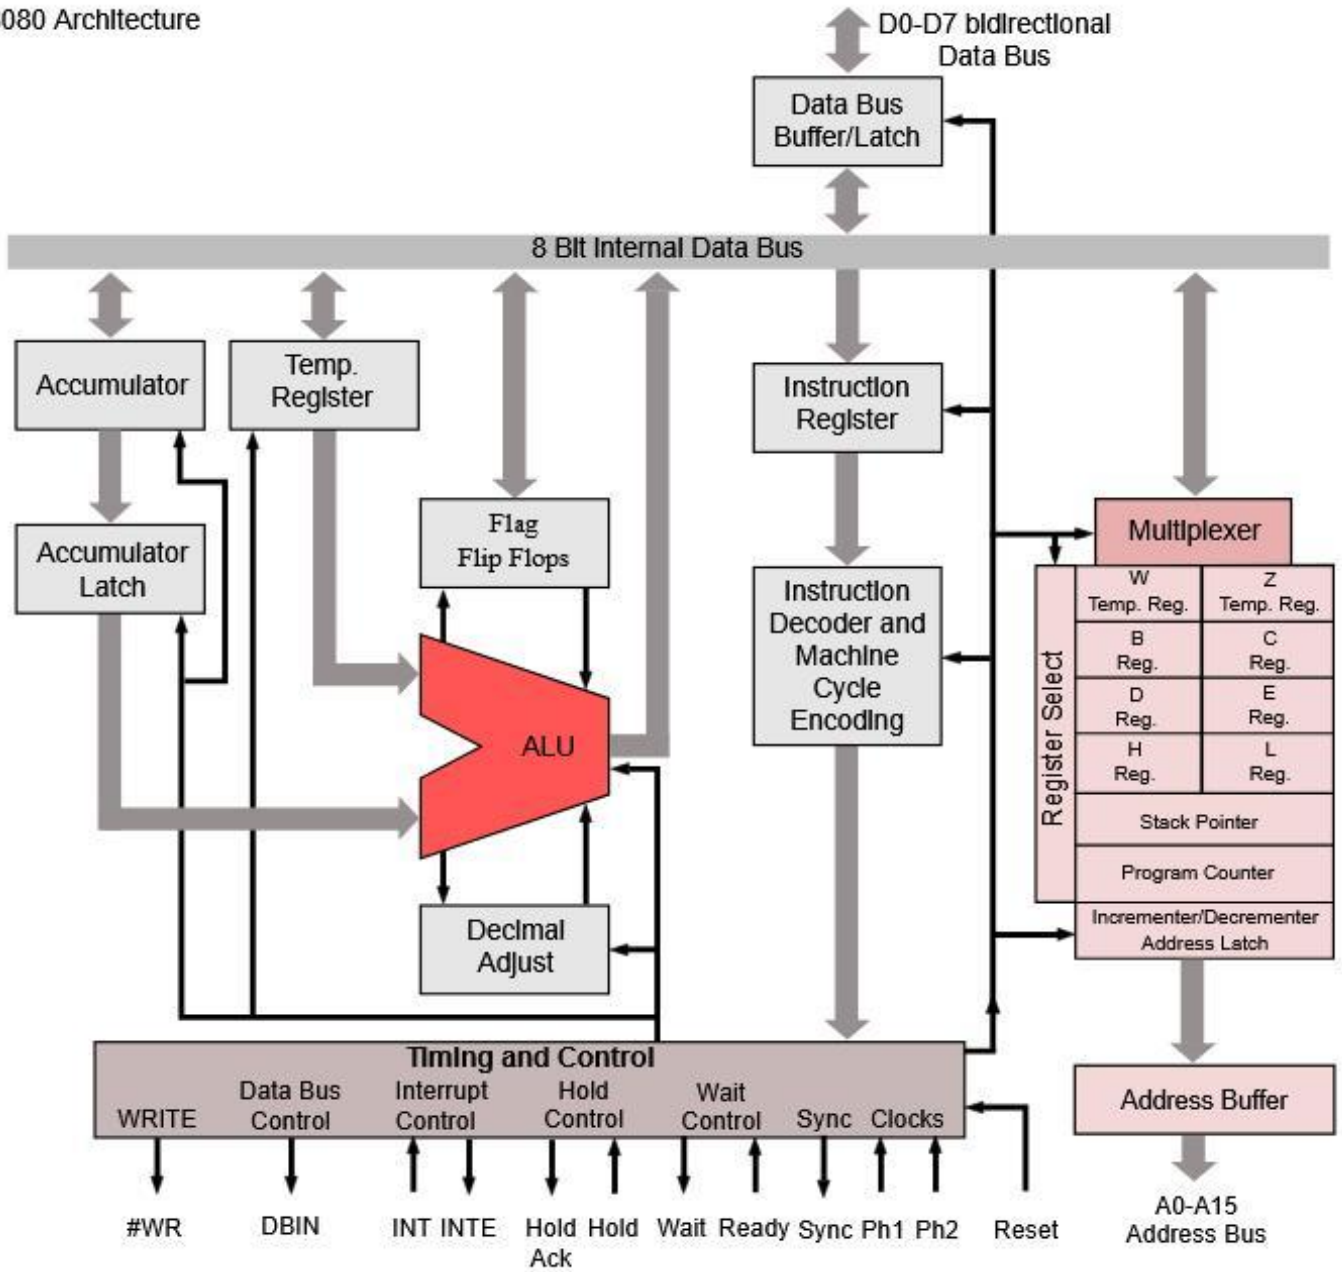 080 Architecture
D0-D7 bidirectional
Data Bus
Data Bus
Buffer/Latch
8 Bit Internal Data Bus
Accumulator
Temp.
Register
Instruction
Register
Accumulator
Latch
Flag
Flip Flops
Multiplexer
Instruction
Decoder and
Machine
Cycle
Encoding
Register Select
W
Temp. Reg.
Z
Temp. Reg.
B
Reg.
C
Reg.
D
Reg.
E
Reg.
H
Reg.
L
Reg.
Stack Pointer
Program Counter
Incrementer/Decrementer
Address Latch
ALU
Decimal
Adjust
Timing and Control
WRITE
Data Bus
Control
Interrupt
Control
Hold
Control
Wait
Control
Sync
Clocks
Address Buffer
#WR
DBIN
INT
INTE
Hold
Ack
Hold
Wait
Ready
Sync
Ph1
Ph2
Reset
A0-A15
Address Bus